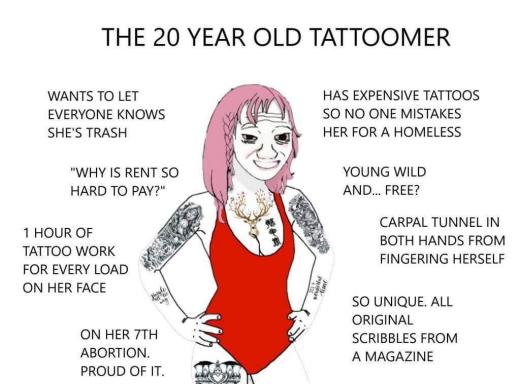 THE 20 YEAR OLD TATTOOMER
WANTS TO LET
EVERYONE KNOWS
SHE'S TRASH
HAS EXPENSIVE TATTOOS
SO NO ONE MISTAKES
HER FOR A HOMELESS
"WHY IS RENT SO
HARD TO PAY?"
YOUNG WILD
AND... FREE?
1 HOUR OF
TATTOO WORK
FOR EVERY LOAD
ON HER FACE
CARPAL TUNNEL IN
BOTH HANDS FROM
FINGERING HERSELF
SO UNIQUE. ALL
ORIGINAL
SCRIBBLES FROM
A MAGAZINE
ON HER 7TH
ABORTION.
PROUD OF IT.